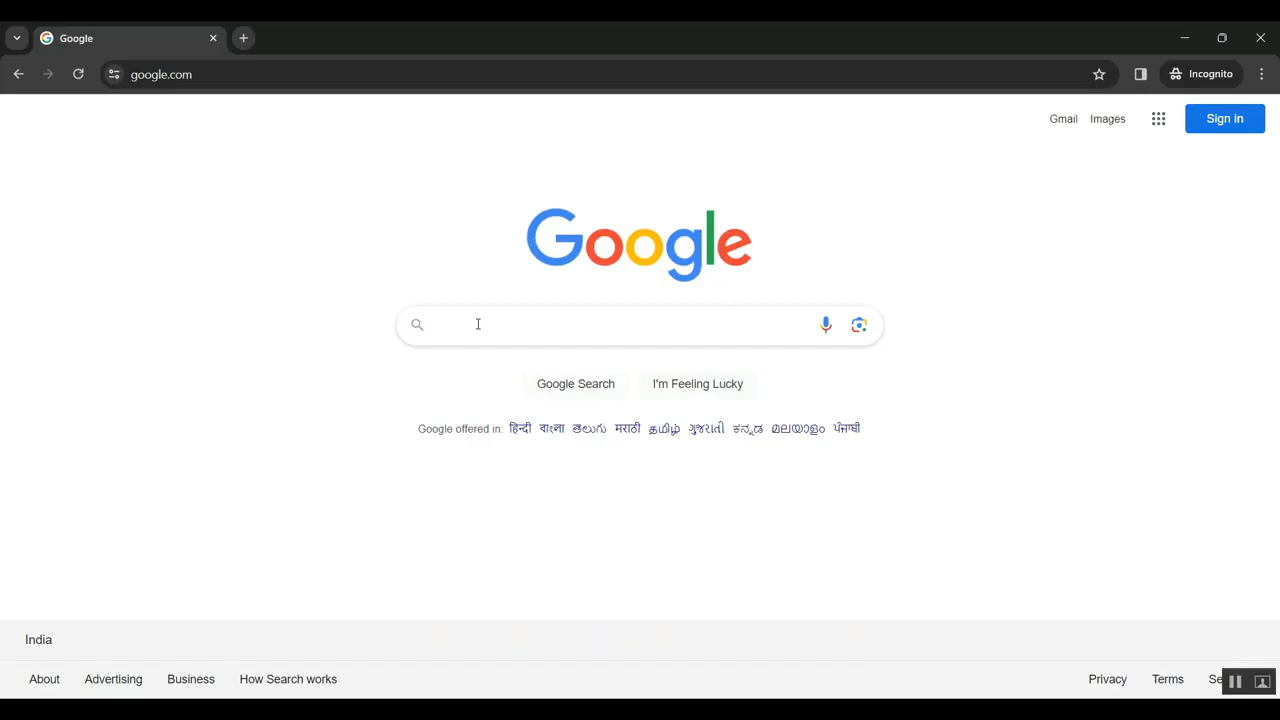 Google
google.com
Incognito
Gmail Images Sign in
Google
Google Search I'm Feeling Lucky
Google offered in: हिन्दी বাংলা తెలుగు मराठी தமிழ் ગુજરાતી ಕನ್ನಡ മലയാളം ਪੰਜਾਬੀ
India
About Advertising Business How Search works Privacy Terms Se